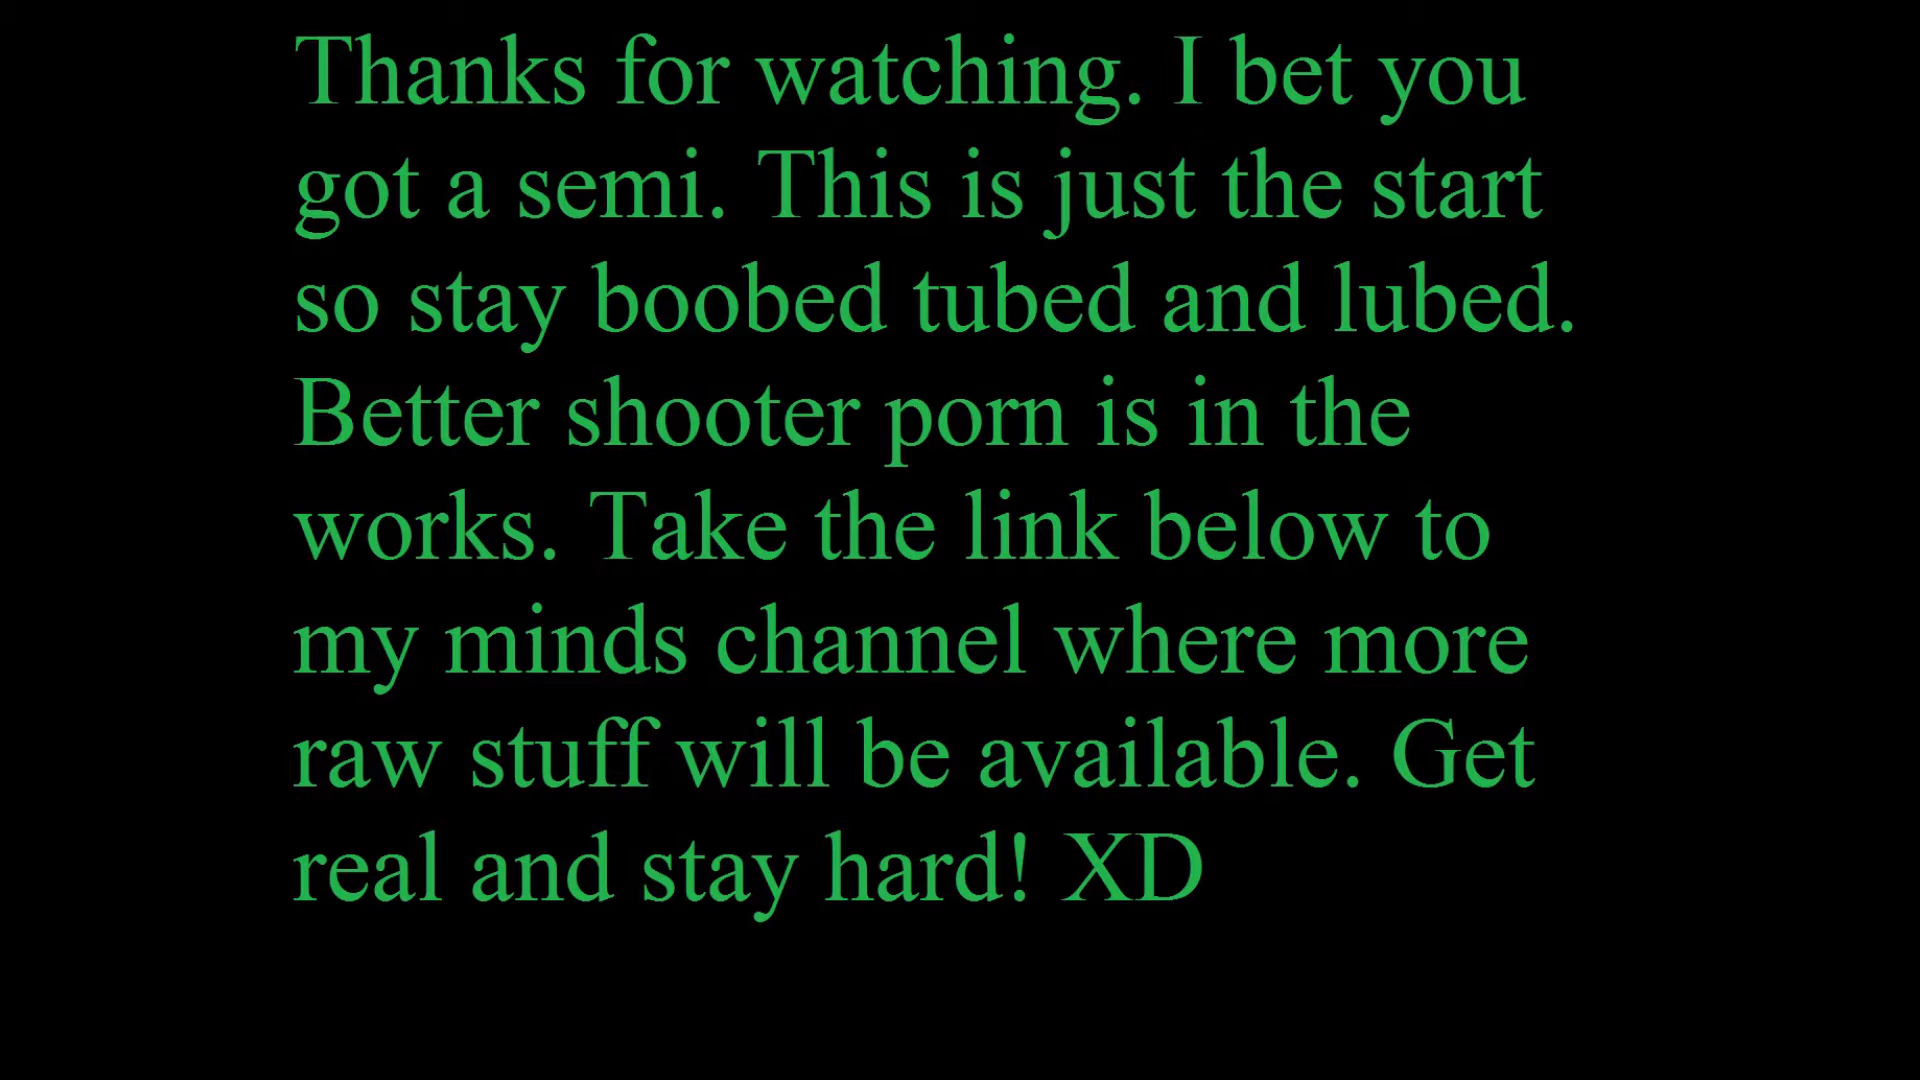 Thanks for watching. I bet you
got a semi. This is just the start
so stay boobed tubed and lubed.
Better shooter porn is in the
works. Take the link below to
my minds channel where more
raw stuff will be available. Get
real and stay hard! XD